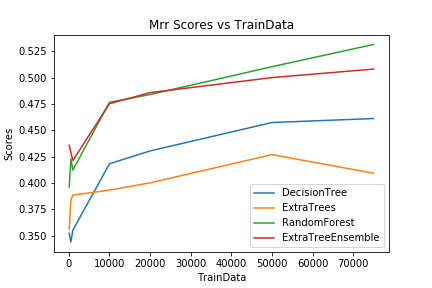 Mrr Scores vs TrainData
Scores
0.525
0.500
0.475
0.450
0.425
0.400
0.375
0.350
DecisionTree
ExtraTrees
RandomForest
ExtraTreeEnsemble
0
10000
20000
30000
40000
50000
60000
70000
TrainData